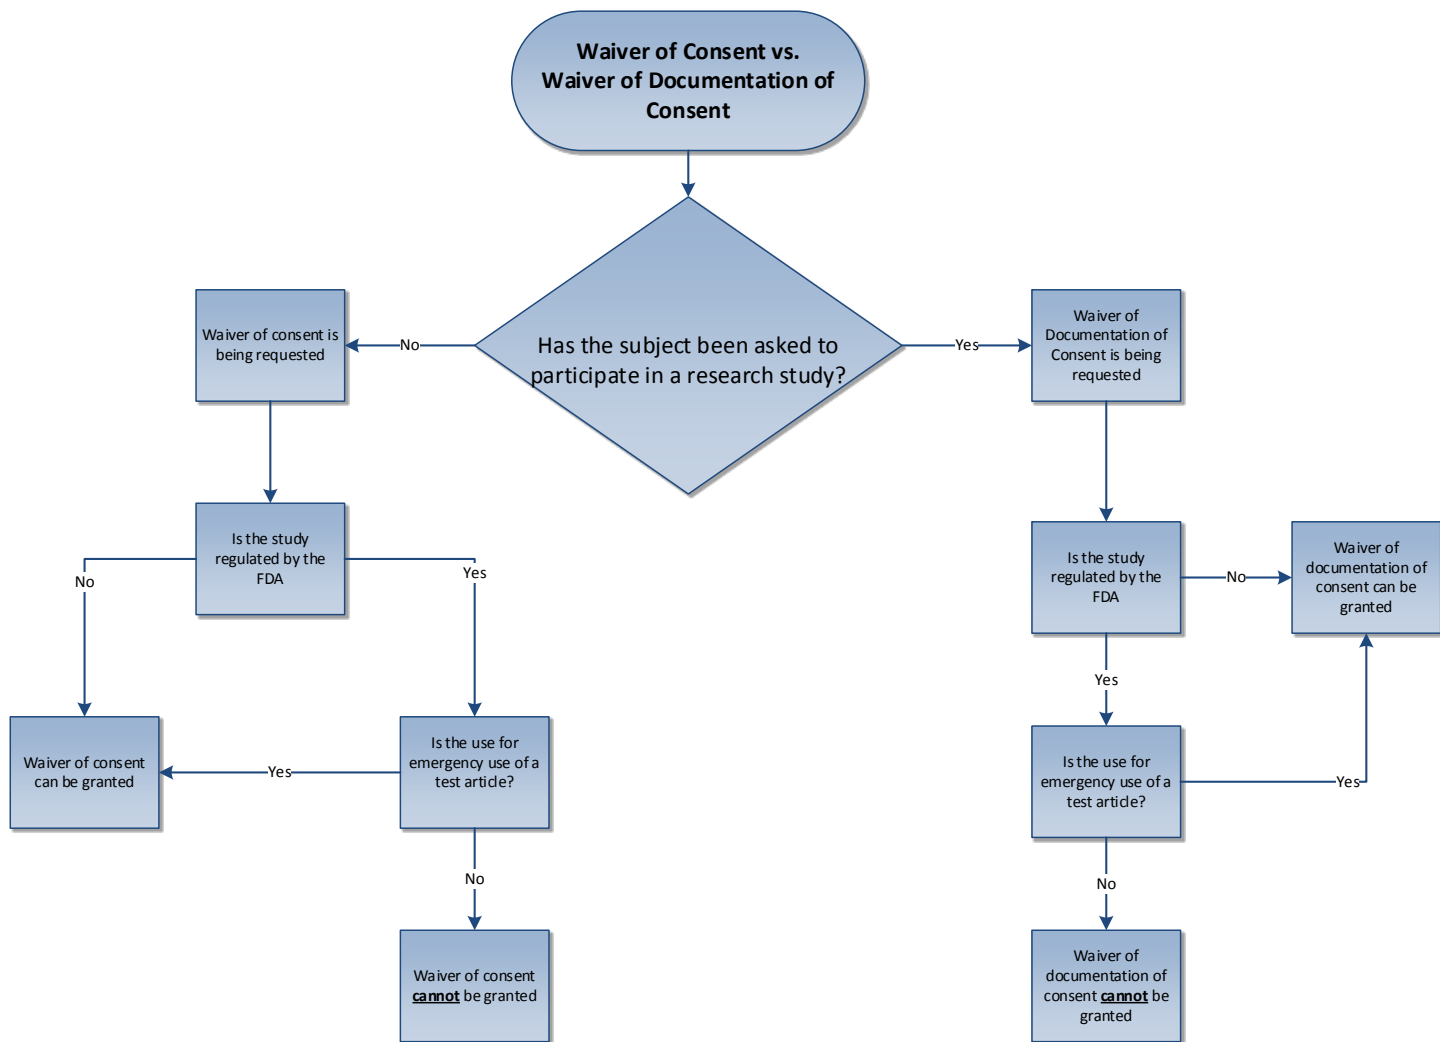 Waiver of Consent vs.
Waiver of Documentation of
Consent
Has the subject been asked to
participate in a research study?
No
Yes
Waiver of consent is
being requested
Waiver of
Documentation of
Consent is being
requested
Is the study
regulated by the
FDA
No
Yes
Is the study
regulated by the
FDA
No
Waiver of
documentation of
consent can be
granted
Yes
Waiver of consent
can be granted
Yes
Is the use for
emergency use of a
test article?
Is the use for
emergency use of a
test article?
Yes
No
No
Waiver of consent
cannot be granted
Waiver of
documentation of
consent cannot be
granted